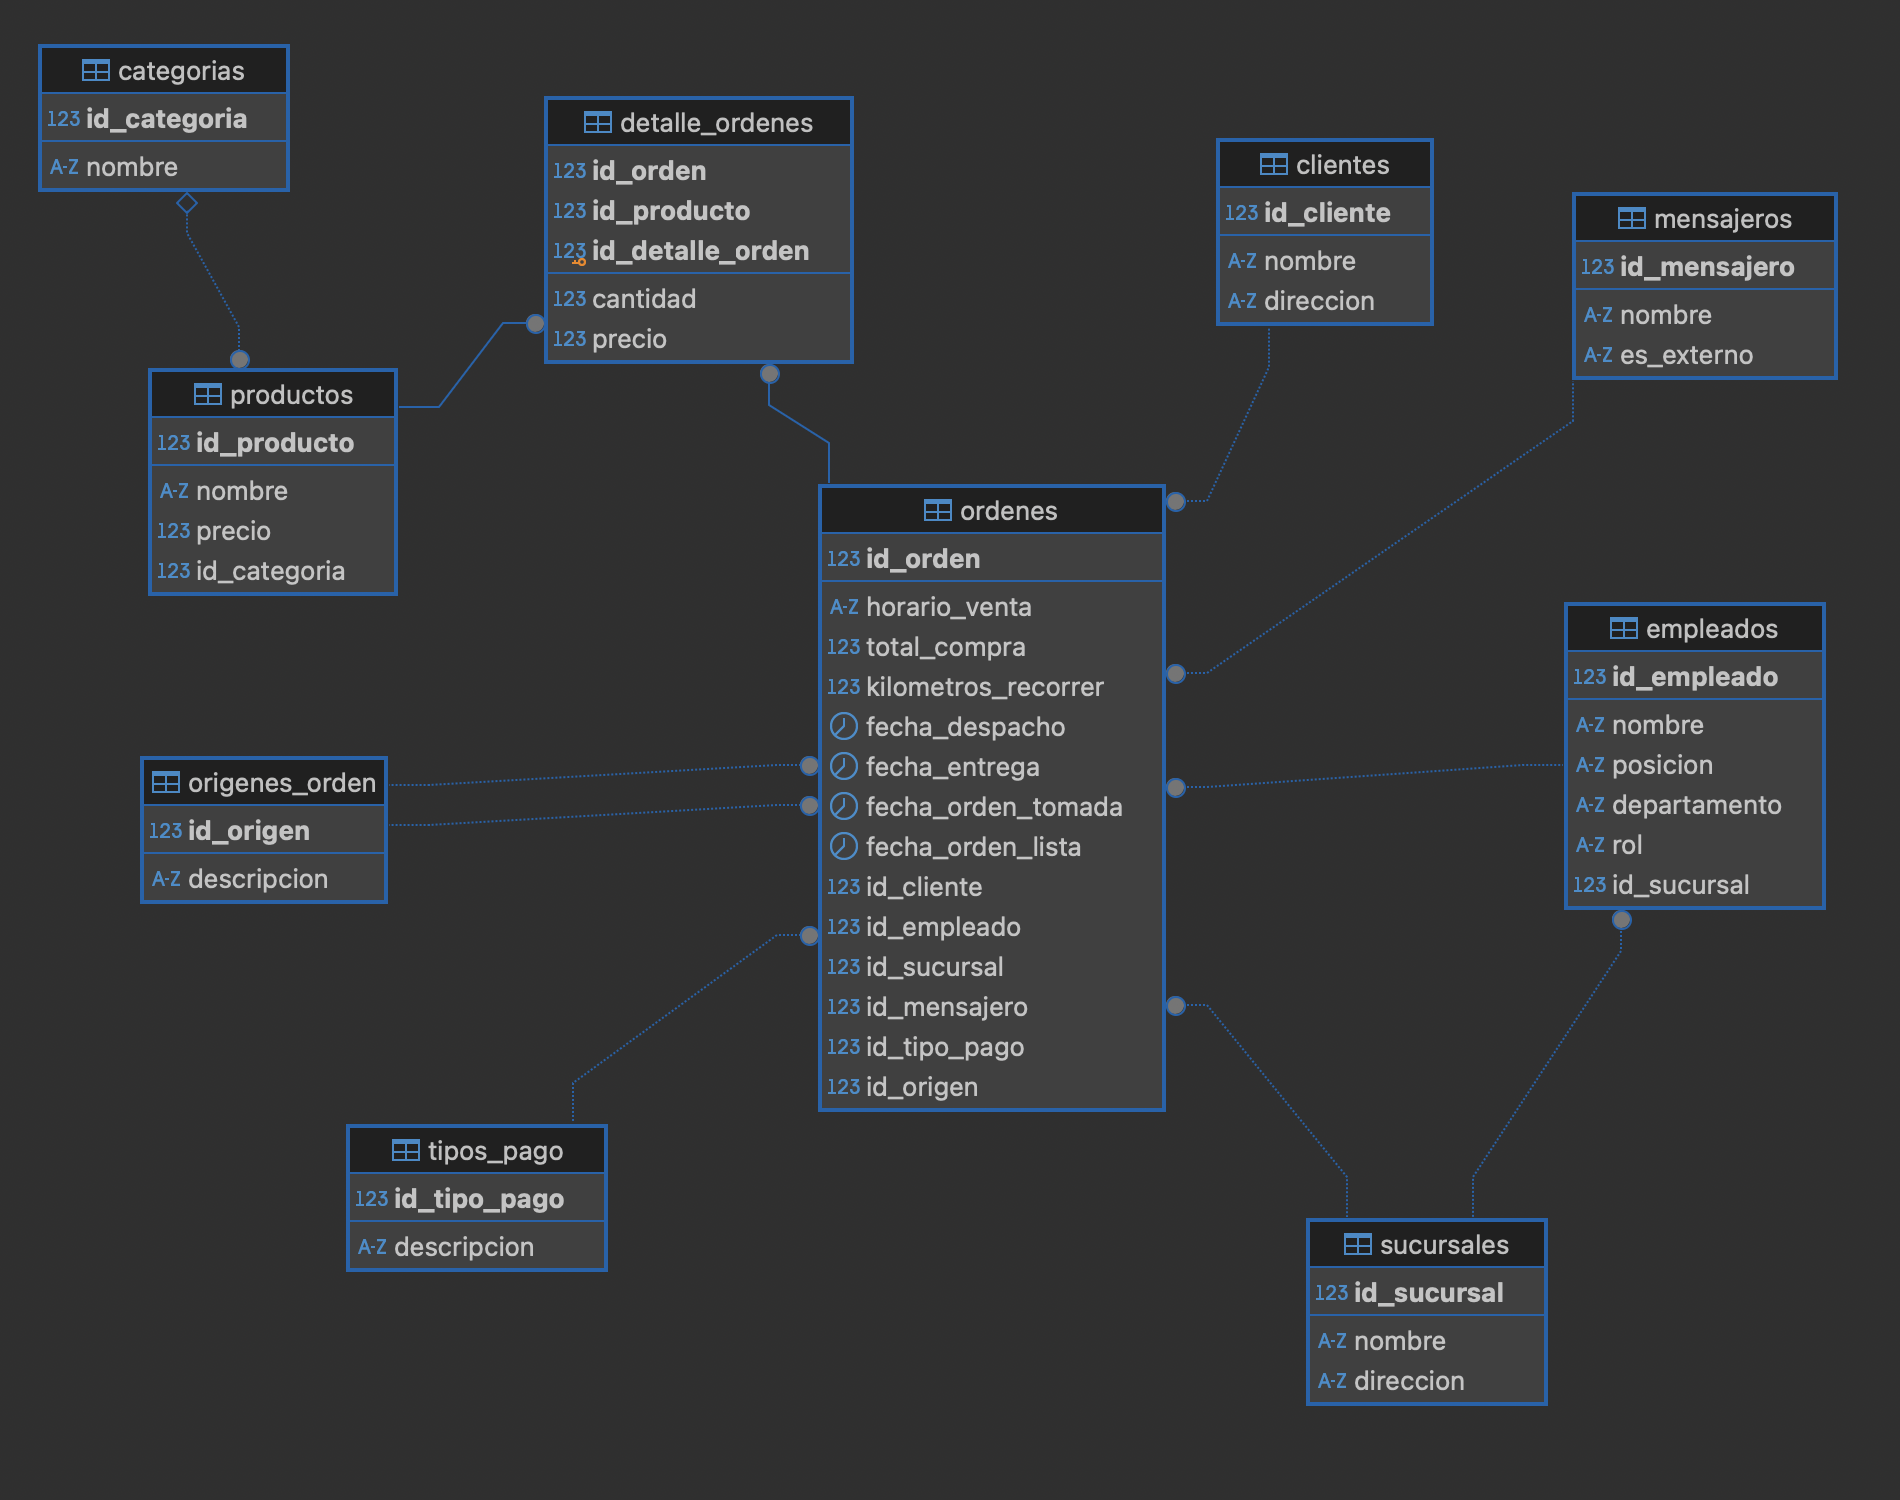 categorias
123 id_categoria
A-Z nombre
detalle_ordenes
123 id_orden
123 id_producto
123 id_detalle_orden
123 cantidad
123 precio
clientes
123 id_cliente
A-Z nombre
A-Z direccion
mensajeros
123 id_mensajero
A-Z nombre
A-Z es_externo
productos
123 id_producto
A-Z nombre
123 precio
123 id_categoria
ordenes
123 id_orden
A-Z horario_venta
123 total_compra
123 kilometros_recorrer
fecha_despacho
fecha_entrega
fecha_orden_tomada
fecha_orden_lista
123 id_cliente
123 id_empleado
123 id_sucursal
123 id_mensajero
123 id_tipo_pago
123 id_origen
empleados
123 id_empleado
A-Z nombre
A-Z posicion
A-Z departamento
A-Z rol
123 id_sucursal
origenes_orden
123 id_origen
A-Z descripcion
tipos_pago
123 id_tipo_pago
A-Z descripcion
sucursales
123 id_sucursal
A-Z nombre
A-Z direccion